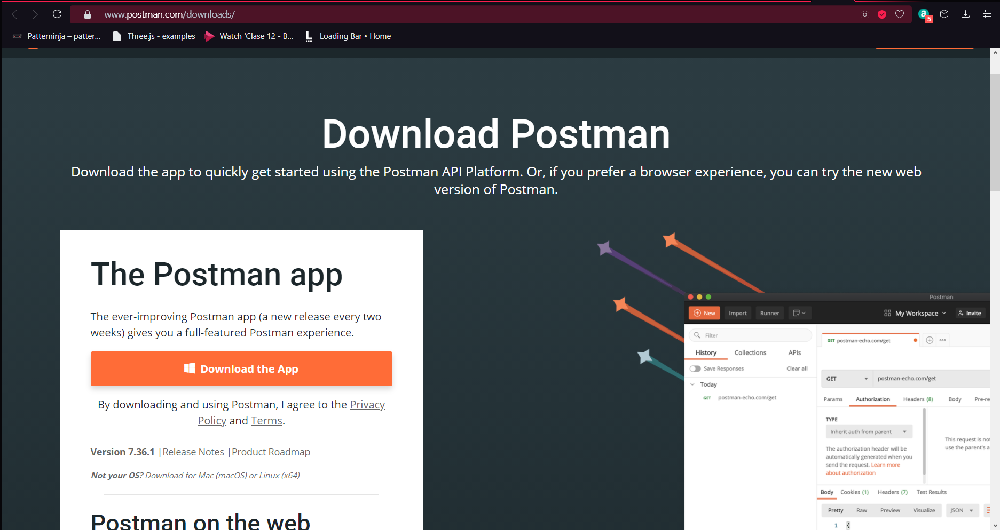 www.postman.com/downloads/
a
5
Patterninja – patter...
Three.js - examples
Watch 'Clase 12 - B...
Loading Bar • Home
Download Postman
Download the app to quickly get started using the Postman API Platform. Or, if you prefer a browser experience, you can try the new web
version of Postman.
The Postman app
The ever-improving Postman app (a new release every two
weeks) gives you a full-featured Postman experience.
Download the App
By downloading and using Postman, I agree to the Privacy
Policy and Terms.
Version 7.36.1 | Release Notes | Product Roadmap
Not your OS? Download for Mac (macOS) or Linux (x64)
Postman on the web
Postman
New
Import
Runner
My Workspace
Invite
Filter
History
Collections
APIs
Save Responses
Clear all
Today
GET postman-echo.com/get
GET postman-echo.com/get
GET
postman-echo.com/get
Params
Authorization
Headers (8)
Body
Pre-re
TYPE
Inherit auth from parent
The authorization header will be
automatically generated when you
send the request. Learn more
about authorization
This request is not
use the parent's a
Body
Cookies (1)
Headers (7)
Test Results
Pretty
Raw
Preview
Visualize
JSON
1 {